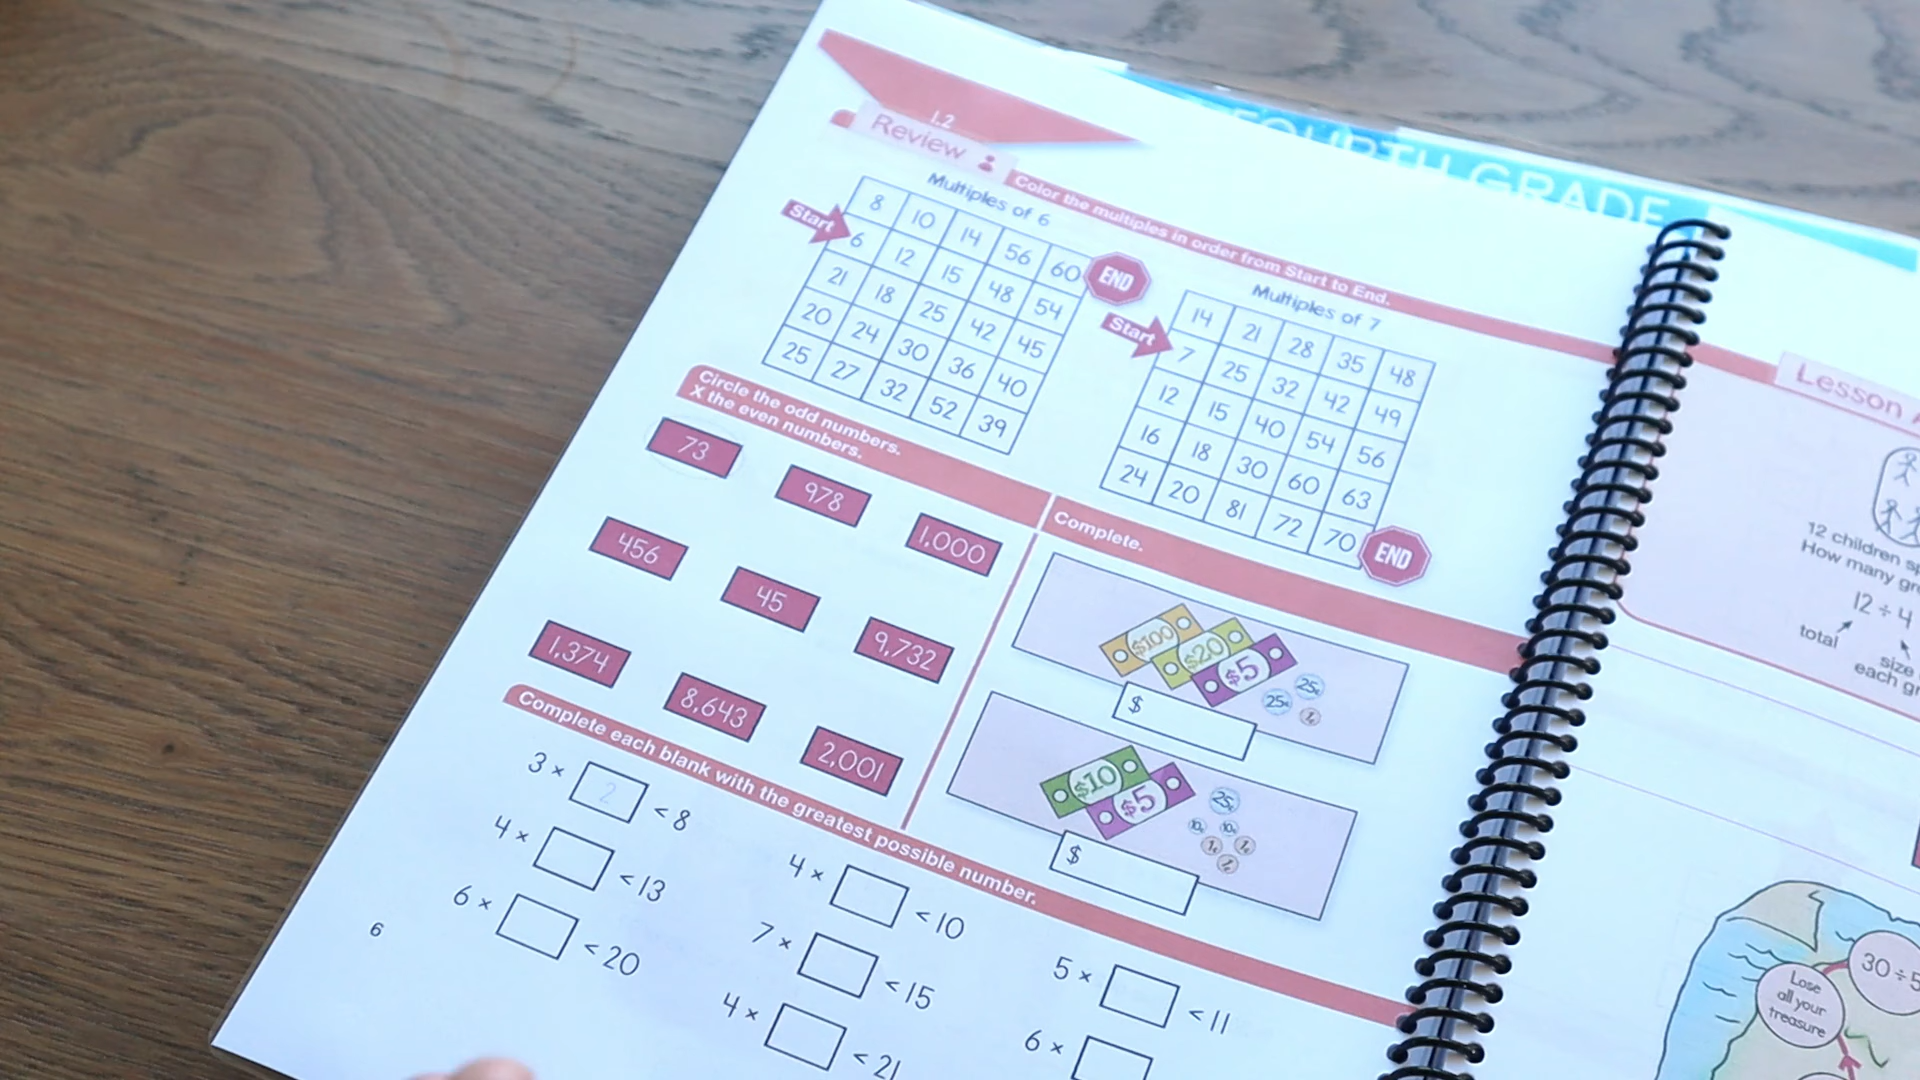 FOURTH GRADE
1.2
Review
Color the multiples in order from Start to End.
Multiples of 6
Start
8 10 14 56 60
6 12 15 48 54
21 18 25 42 45
20 24 30 36 40
25 27 32 52 39
END
Multiples of 7
Start
14 21 28 35 48
7 25 32 42 49
12 15 40 54 56
16 18 30 60 63
24 20 81 72 70
END
Circle the odd numbers.
X the even numbers.
73
978
1,000
456
45
9,732
1,374
8,643
2,001
Complete.
$100
$20
$5
25¢
25¢
1¢
$
$10
$5
25¢
10¢
10¢
1¢
1¢
1¢
$
Complete each blank with the greatest possible number.
3 × 2 < 8
4 × < 13
6 × < 20
4 × < 10
7 × < 15
4 × < 21
5 × < 11
6 ×
6
Lesson
12 children
How many
12 ÷ 4
total
size
each
30 ÷ 5
Lose
all your
treasure